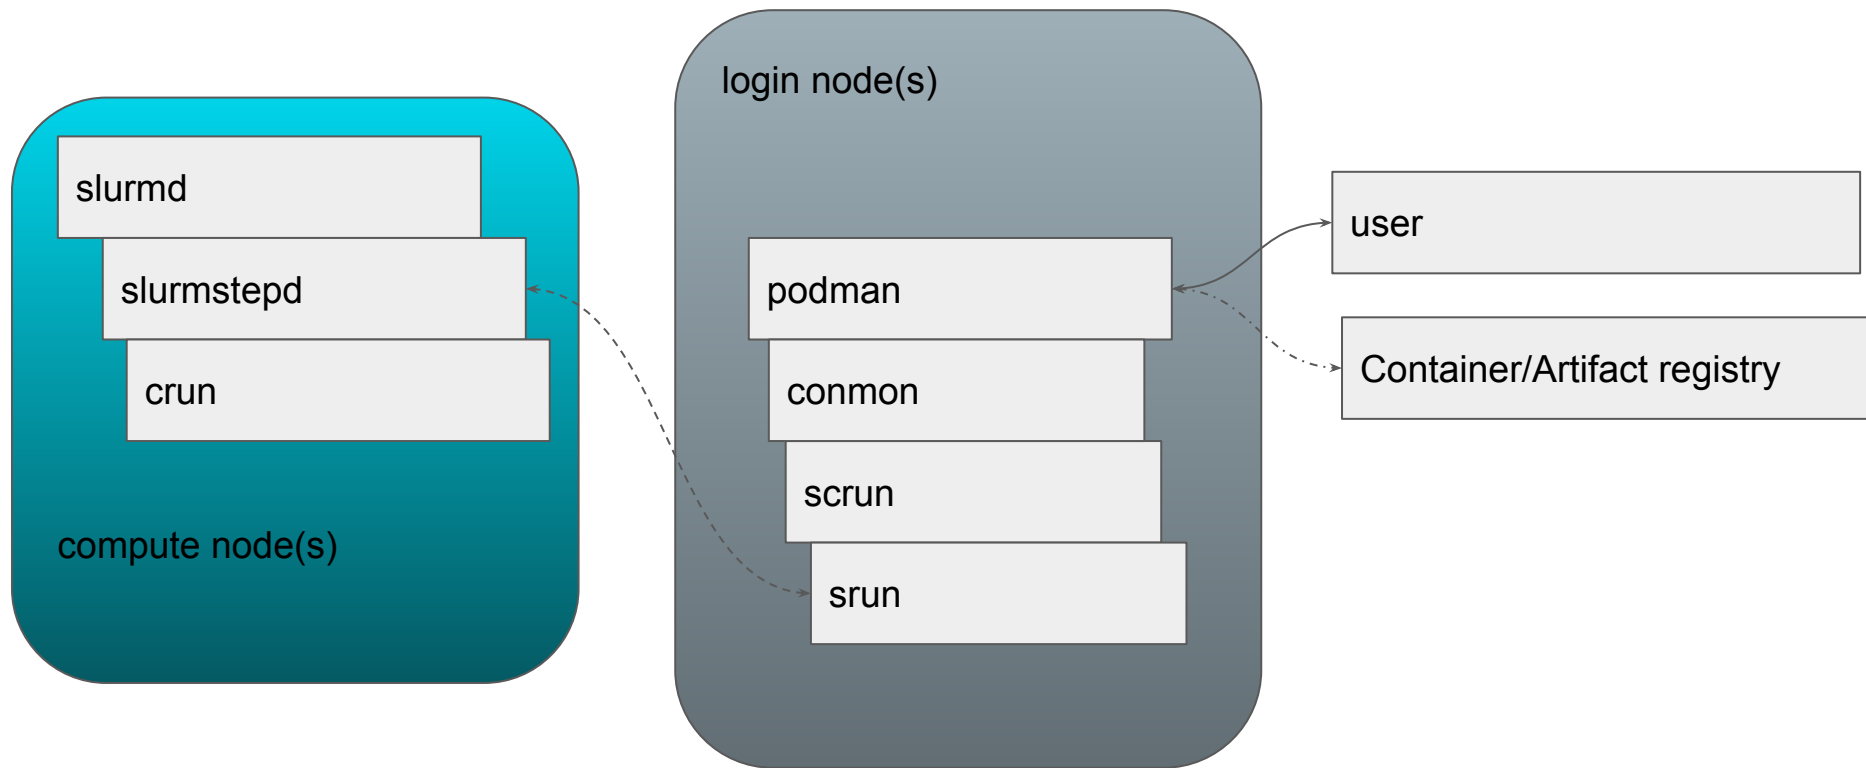 slurmd
slurmstepd
crun
compute node(s)
login node(s)
podman
conmon
scrun
srun
user
Container/Artifact registry